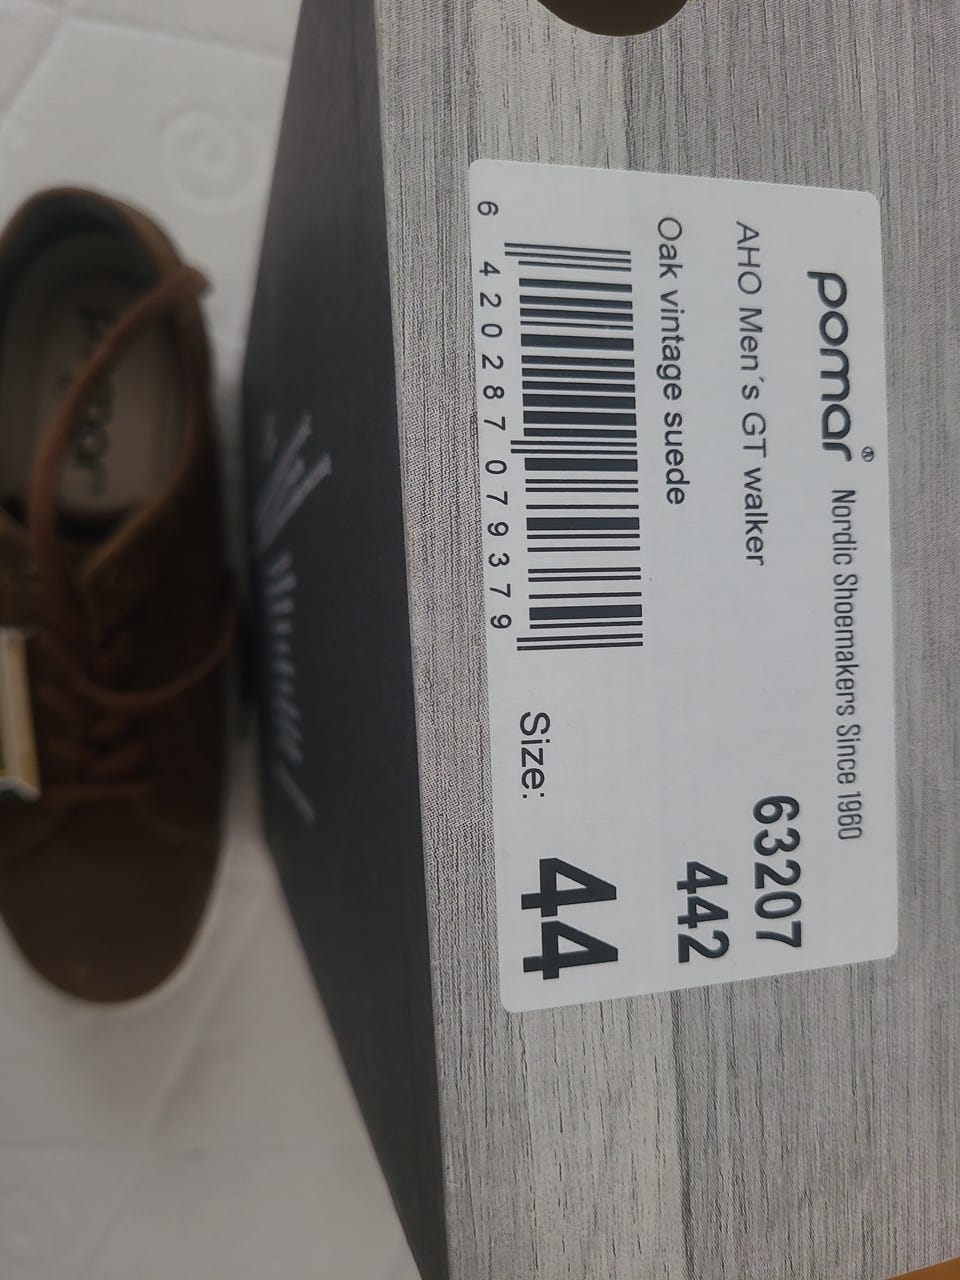 pomar® Nordic Shoemakers Since 1960
AHO Men´s GT walker 63207
Oak vintage suede 442
6 420287 079379
Size: 44
pomar